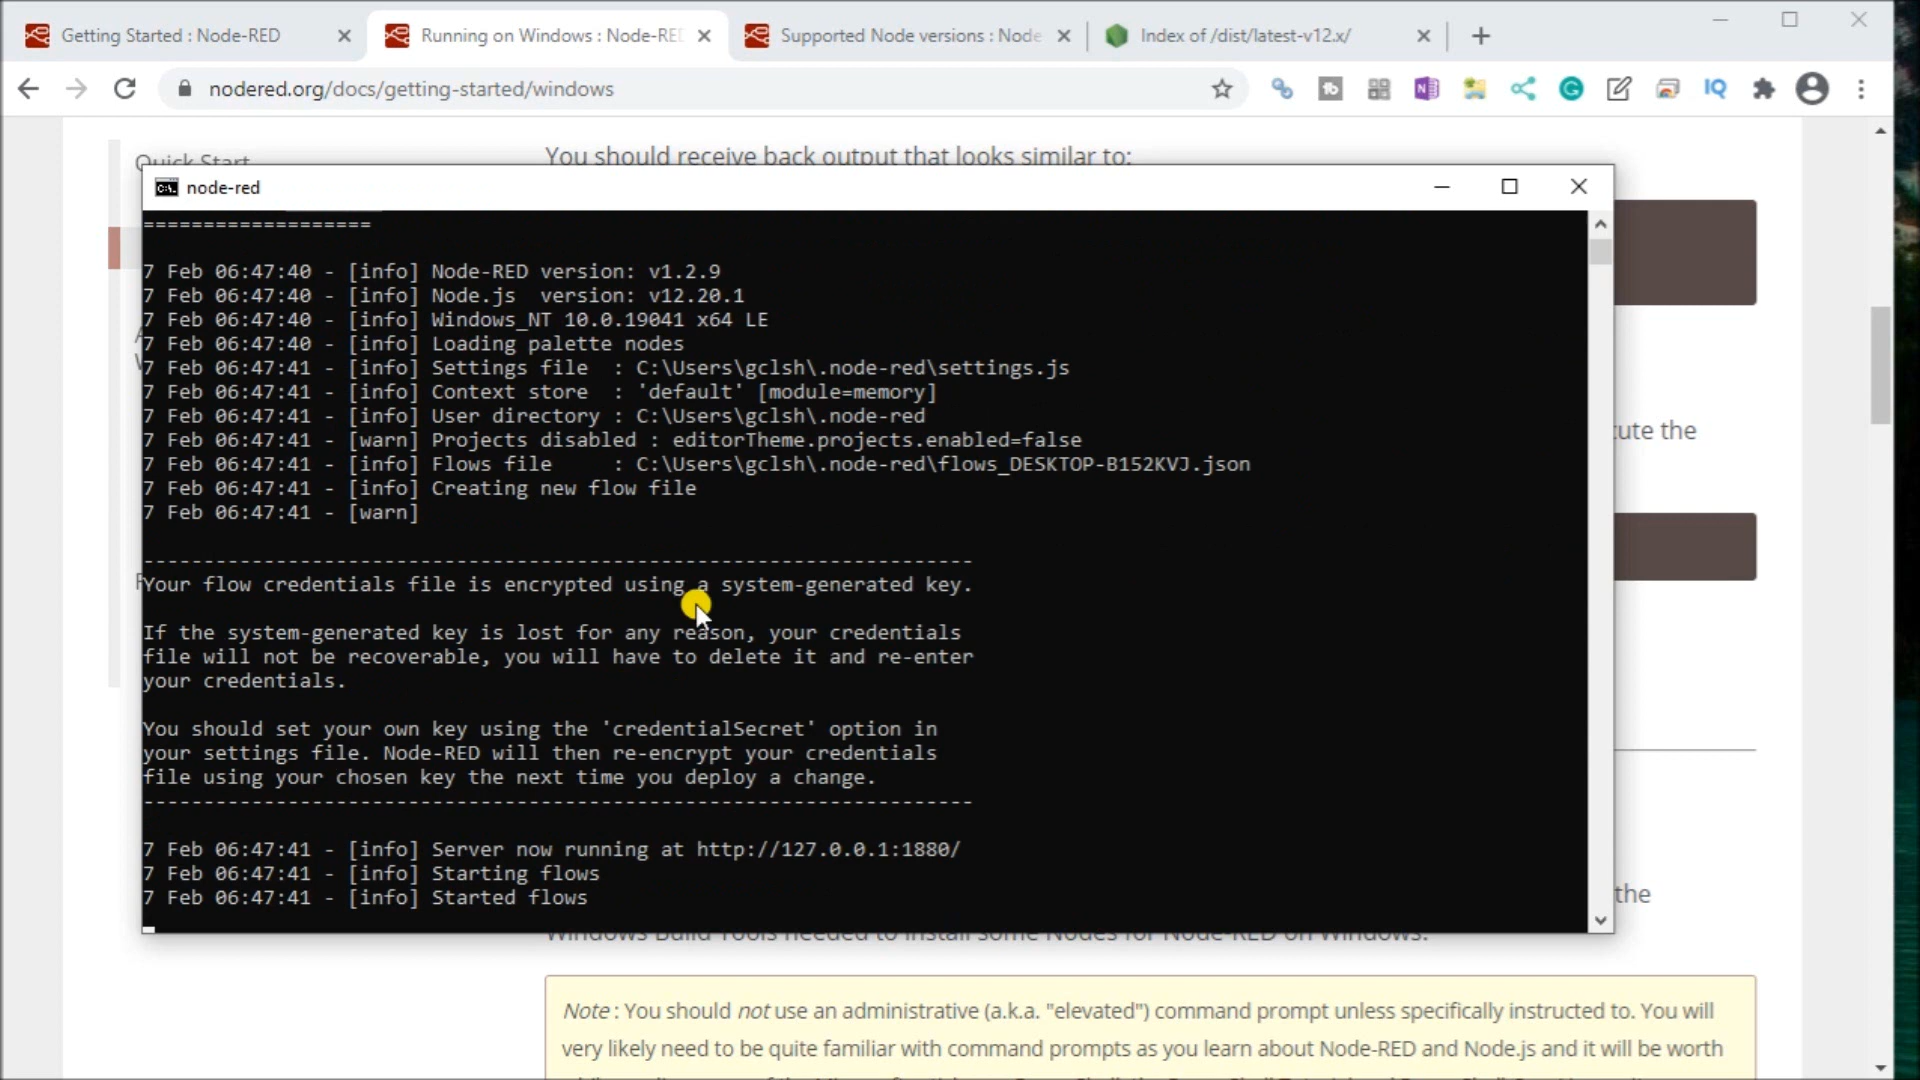 Getting Started : Node-RED
Running on Windows : Node-RE
Supported Node versions : Node
Index of /dist/latest-v12.x/
nodered.org/docs/getting-started/windows
Quick Start
You should receive back output that looks similar to:
node-red
===================
7 Feb 06:47:40 - [info] Node-RED version: v1.2.9
7 Feb 06:47:40 - [info] Node.js  version: v12.20.1
7 Feb 06:47:40 - [info] Windows_NT 10.0.19041 x64 LE
7 Feb 06:47:40 - [info] Loading palette nodes
7 Feb 06:47:41 - [info] Settings file  : C:\Users\gclsh\.node-red\settings.js
7 Feb 06:47:41 - [info] Context store  : 'default' [module=memory]
7 Feb 06:47:41 - [info] User directory : C:\Users\gclsh\.node-red
cute the
7 Feb 06:47:41 - [warn] Projects disabled : editorTheme.projects.enabled=false
7 Feb 06:47:41 - [info] Flows file     : C:\Users\gclsh\.node-red\flows_DESKTOP-B152KVJ.json
7 Feb 06:47:41 - [info] Creating new flow file
7 Feb 06:47:41 - [warn]
---------------------------------------------------------------------
Your flow credentials file is encrypted using a system-generated key.
If the system-generated key is lost for any reason, your credentials
file will not be recoverable, you will have to delete it and re-enter
your credentials.
You should set your own key using the 'credentialSecret' option in
your settings file. Node-RED will then re-encrypt your credentials
file using your chosen key the next time you deploy a change.
---------------------------------------------------------------------
7 Feb 06:47:41 - [info] Server now running at http://127.0.0.1:1880/
7 Feb 06:47:41 - [info] Starting flows
7 Feb 06:47:41 - [info] Started flows
the
Windows Build Tools needed to install some Nodes for Node-RED on Windows.
Note : You should not use an administrative (a.k.a. "elevated") command prompt unless specifically instructed to. You will
very likely need to be quite familiar with command prompts as you learn about Node-RED and Node.js and it will be worth